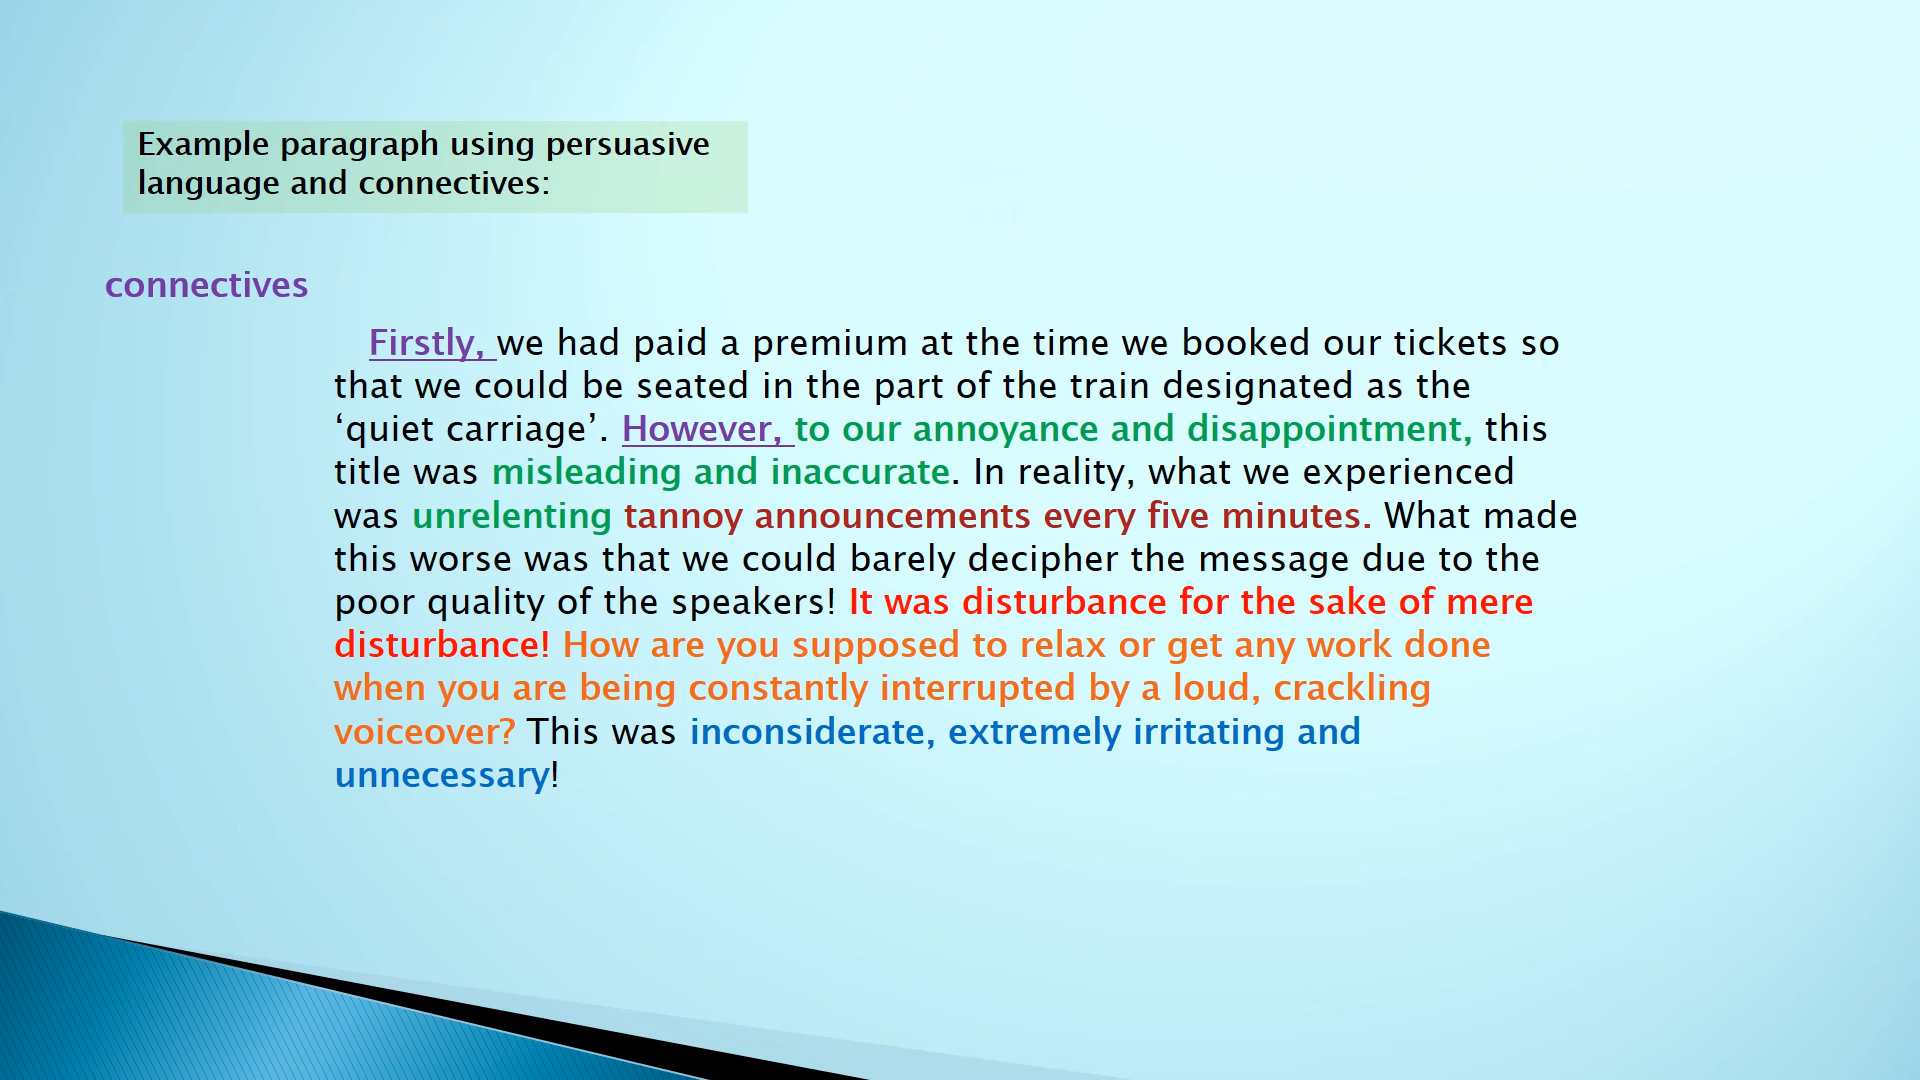 Example paragraph using persuasive
language and connectives:
connectives
Firstly, we had paid a premium at the time we booked our tickets so
that we could be seated in the part of the train designated as the
‘quiet carriage’. However, to our annoyance and disappointment, this
title was misleading and inaccurate. In reality, what we experienced
was unrelenting tannoy announcements every five minutes. What made
this worse was that we could barely decipher the message due to the
poor quality of the speakers! It was disturbance for the sake of mere
disturbance! How are you supposed to relax or get any work done
when you are being constantly interrupted by a loud, crackling
voiceover? This was inconsiderate, extremely irritating and
unnecessary!